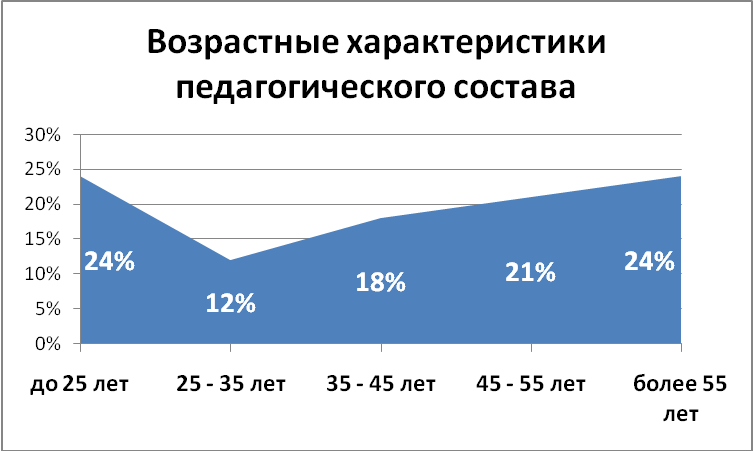 Возрастные характеристики
педагогического состава
30%
25%
20%
15%
10%
5%
0%
24%
12%
18%
21%
24%
до 25 лет
25 - 35 лет
35 - 45 лет
45 - 55 лет
более 55
лет